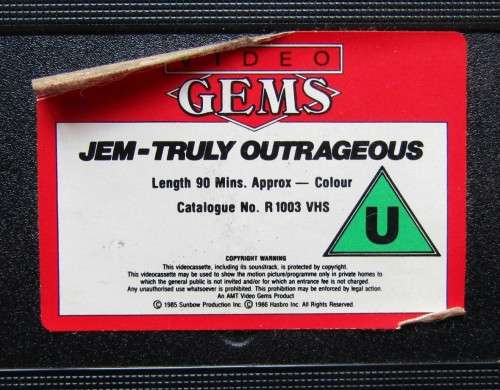 VIDEO
GEMS
JEM-TRULY OUTRAGEOUS
Length 90 Mins. Approx — Colour
Catalogue No. R1003 VHS
U
COPYRIGHT WARNING
This videocassette, including its soundtrack, is protected by copyright.
This videocassette may be used to show the motion picture/programme only in private homes to
which the general public is not invited and/or for which an entrance fee is not charged.
Any unauthorised use whatsoever is prohibited. This prohibition may be enforced by legal action.
An AMT Video Gems Product
© 1985 Sunbow Production Inc. © 1986 Hasbro Inc. All Rights Reserved.